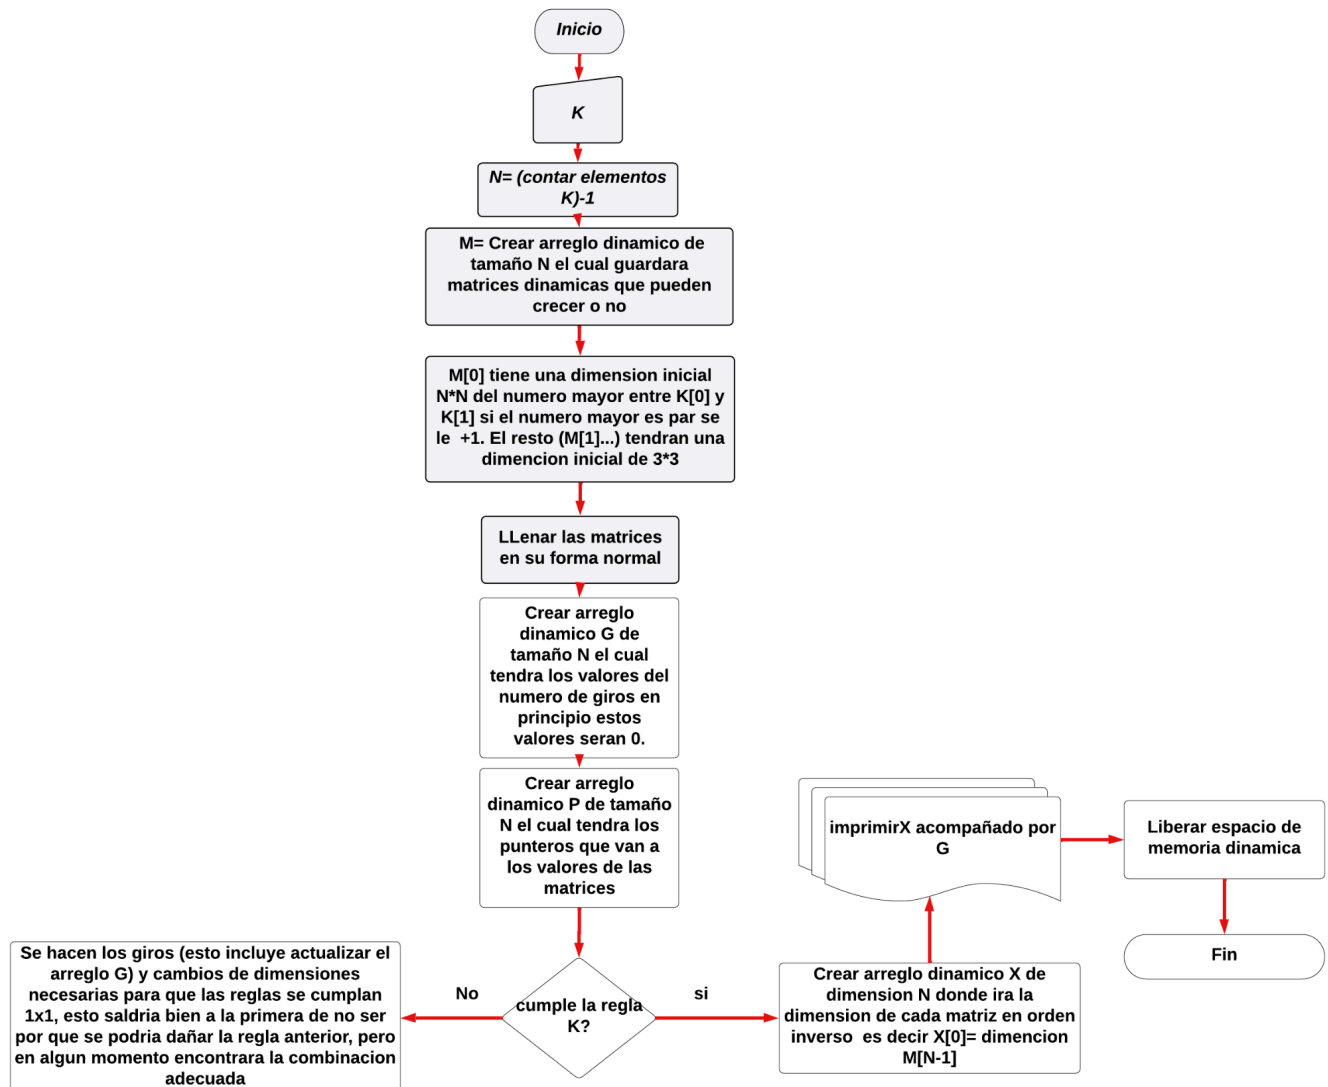 Inicio
K
N= (contar elementos
K)-1
M= Crear arreglo dinamico de
tamaño N el cual guardara
matrices dinamicas que pueden
crecer o no
M[0] tiene una dimension inicial
N*N del numero mayor entre K[0] y
K[1] si el numero mayor es par se
le +1. El resto (M[1]...) tendran una
dimencion inicial de 3*3
LLenar las matrices
en su forma normal
Crear arreglo
dinamico G de
tamaño N el cual
tendra los valores del
numero de giros en
principio estos
valores seran 0.
Crear arreglo
dinamico P de tamaño
N el cual tendra los
punteros que van a
los valores de las
matrices
cumple la regla
K?
No
Se hacen los giros (esto incluye actualizar el
arreglo G) y cambios de dimensiones
necesarias para que las reglas se cumplan
1x1, esto saldria bien a la primera de no ser
por que se podria dañar la regla anterior, pero
en algun momento encontrara la combinacion
adecuada
si
Crear arreglo dinamico X de
dimension N donde ira la
dimension de cada matriz en orden
inverso es decir X[0]= dimencion
M[N-1]
imprimirX acompañado por
G
Liberar espacio de
memoria dinamica
Fin